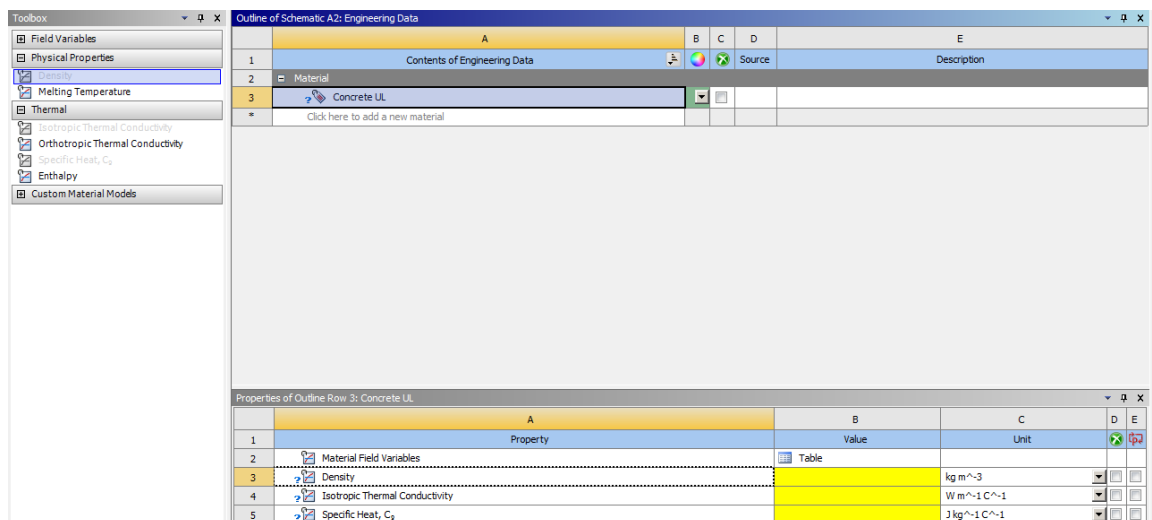 Toolbox
Field Variables
Physical Properties
Density
Melting Temperature
Thermal
Isotropic Thermal Conductivity
Orthotropic Thermal Conductivity
Specific Heat, Cₚ
Enthalpy
Custom Material Models
Outline of Schematic A2: Engineering Data
A B C D E
1 Contents of Engineering Data Source Description
2 Material
3 Concrete UL
* Click here to add a new material
Properties of Outline Row 3: Concrete UL
A B C D E
1 Property Value Unit
2 Material Field Variables Table
3 Density kg m^-3
4 Isotropic Thermal Conductivity W m^-1 C^-1
5 Specific Heat, Cₚ J kg^-1 C^-1